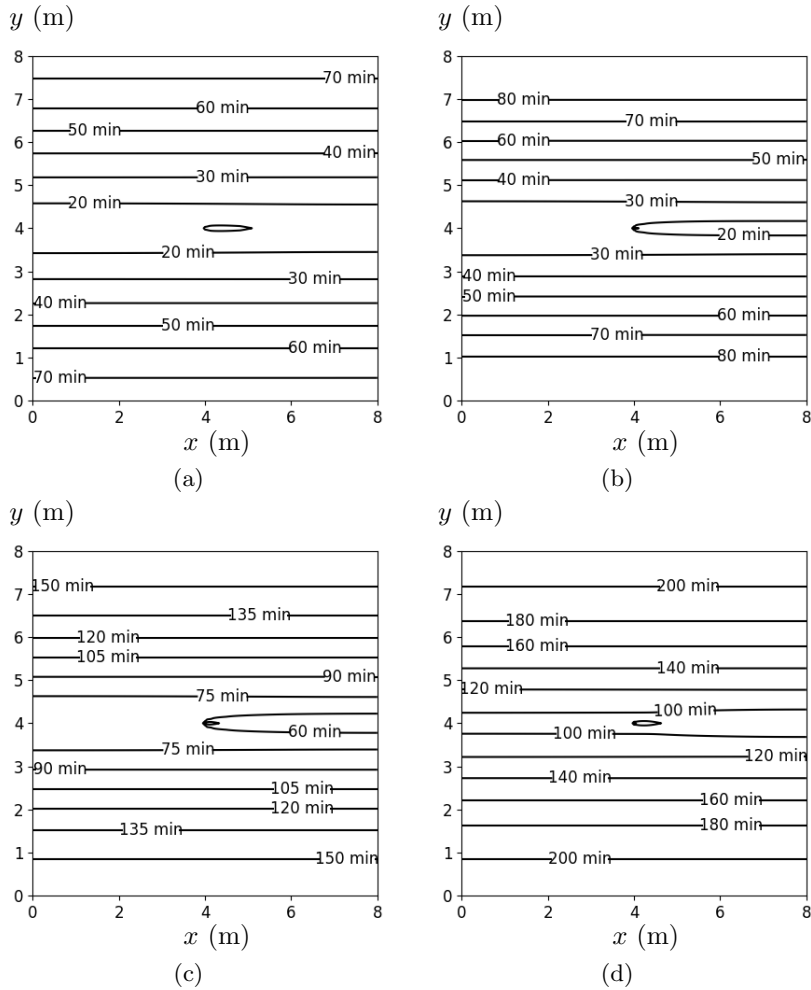 y (m)
8
7
6
5
4
3
2
1
0
70 min
60 min
50 min
40 min
30 min
20 min
20 min
30 min
40 min
50 min
60 min
70 min
0 2 4 6 8
x (m)
(a)
y (m)
8
7
6
5
4
3
2
1
0
80 min
70 min
60 min
50 min
40 min
30 min
20 min
30 min
40 min
50 min
60 min
70 min
80 min
0 2 4 6 8
x (m)
(b)
y (m)
8
7
6
5
4
3
2
1
0
150 min
135 min
120 min
105 min
90 min
75 min
60 min
75 min
90 min
105 min
120 min
135 min
150 min
0 2 4 6 8
x (m)
(c)
y (m)
8
7
6
5
4
3
2
1
0
200 min
180 min
160 min
140 min
120 min
100 min
100 min
120 min
140 min
160 min
180 min
200 min
0 2 4 6 8
x (m)
(d)